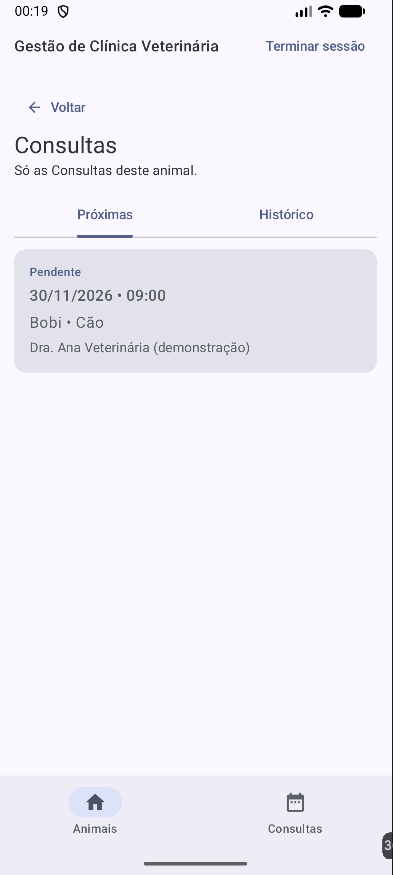 00:19
Gestão de Clínica Veterinária
Terminar sessão
Voltar
Consultas
Só as Consultas deste animal.
Próximas
Histórico
Pendente
30/11/2026 • 09:00
Bobi • Cão
Dra. Ana Veterinária (demonstração)
Animais
Consultas